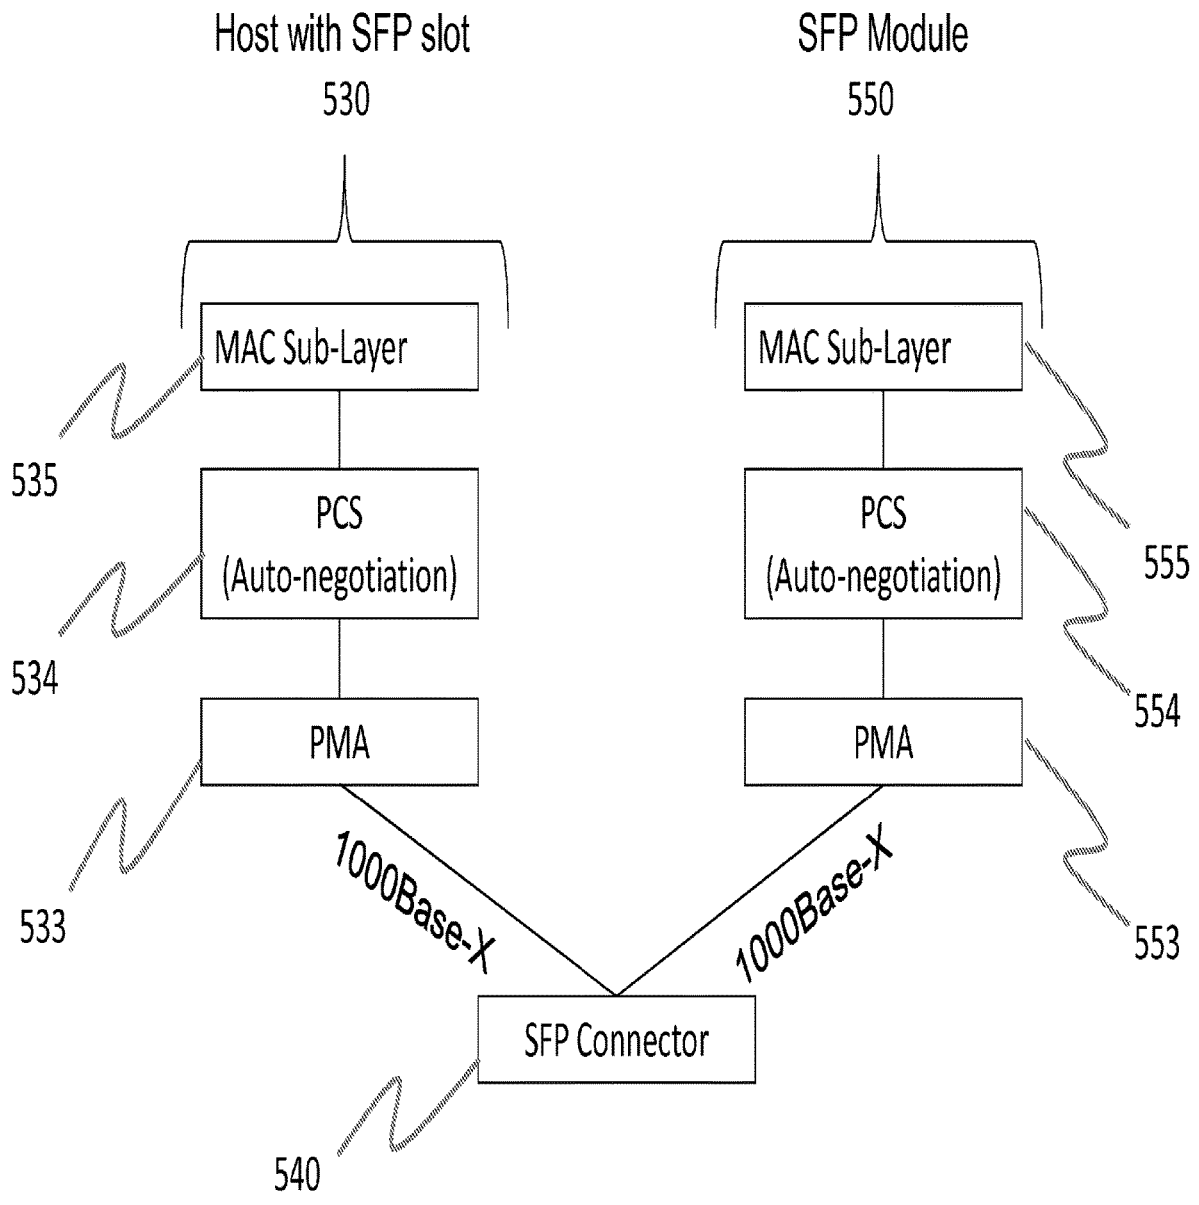 Host with SFP slot
530
SFP Module
550
MAC Sub-Layer
MAC Sub-Layer
535
PCS
(Auto-negotiation)
PCS
(Auto-negotiation)
555
534
554
PMA
PMA
533
553
1000Base-X
1000Base-X
SFP Connector
540